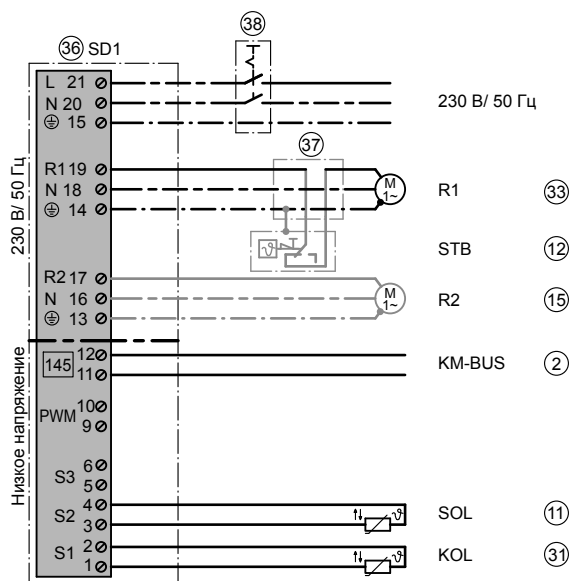 38
36 SD1
L 21
N 20 230 В/ 50 Гц
15
37
R1 19
N 18 M 1~ R1 33
14
230 В/ 50 Гц
STB 12
R2 17
N 16 M 1~ R2 15
13
12
145 KM-BUS 2
11
10
PWM
9
Низкое напряжение
6
S3
5
4
S2 SOL 11
3
2
S1 KOL 31
1